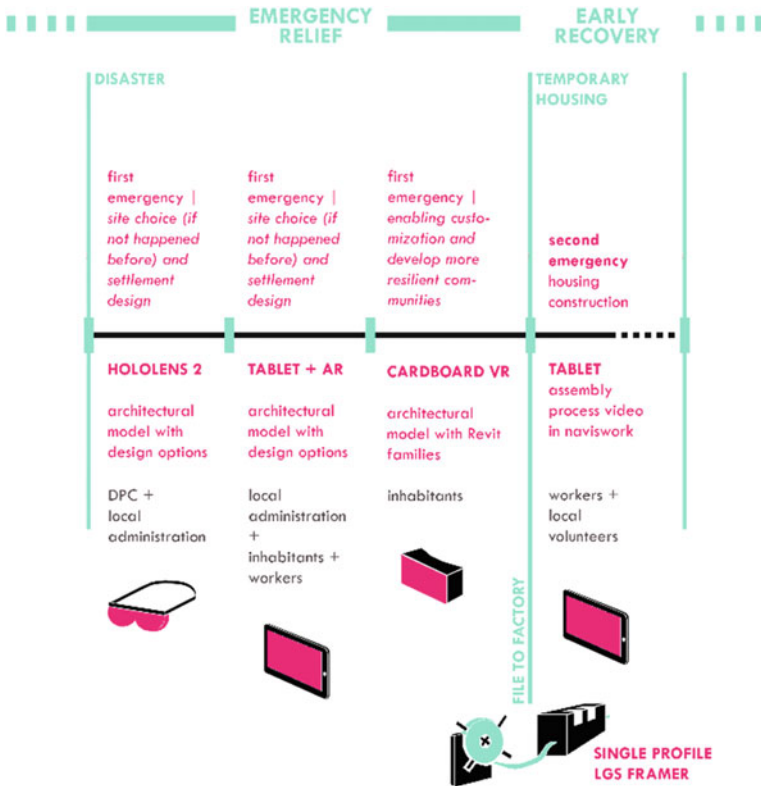 EMERGENCY
RELIEF
EARLY
RECOVERY
DISASTER
TEMPORARY
HOUSING
first
emergency |
site choice (if
not happened
before) and
settlement
design
first
emergency |
site choice (if
not happened
before) and
settlement
design
first
emergency |
enabling custo-
mization and
develop more
resilient com-
munities
second
emergency
housing
construction
HOLOLENS 2
architectural
model with
design options
DPC +
local
administration
TABLET + AR
architectural
model with
design options
local
administration
+
inhabitants +
workers
CARDBOARD VR
architectural
model with Revit
families
inhabitants
TABLET
assembly
process video
in naviswork
workers +
local
volunteers
FILE TO FACTORY
SINGLE PROFILE
LGS FRAMER